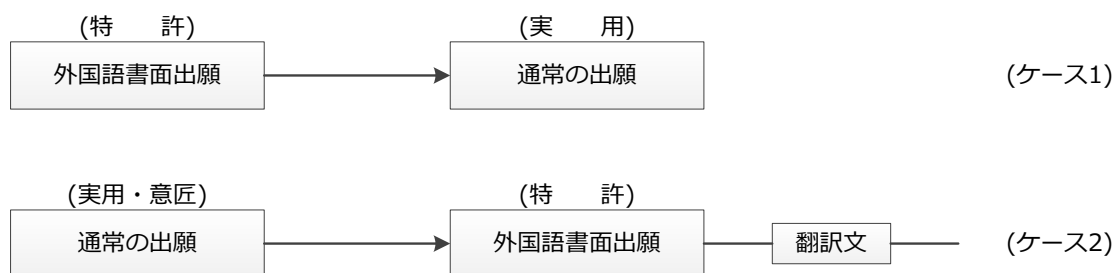 (特 許) (実 用)
外国語書面出願 通常の出願 (ケース1)
(実用・意匠) (特 許)
通常の出願 外国語書面出願 翻訳文 (ケース2)